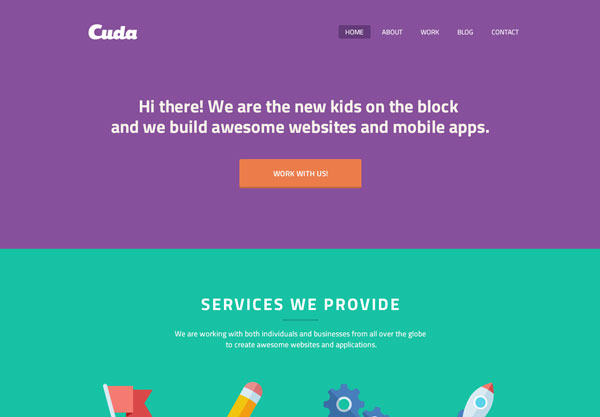 Cuda
HOME ABOUT WORK BLOG CONTACT
Hi there! We are the new kids on the block
and we build awesome websites and mobile apps.
WORK WITH US!
SERVICES WE PROVIDE
We are working with both individuals and businesses from all over the globe
to create awesome websites and applications.